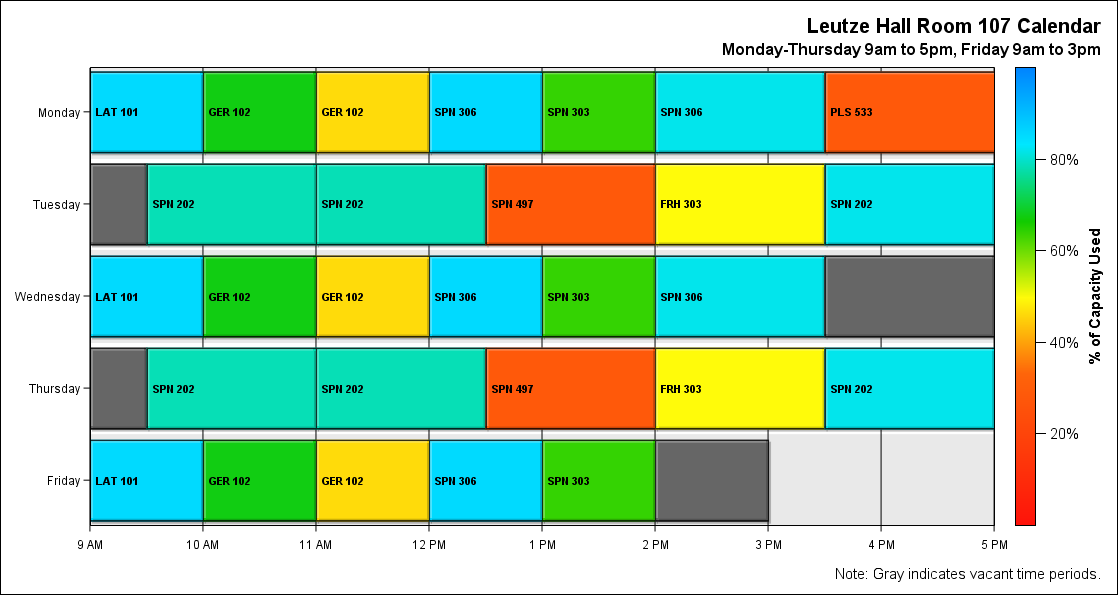 Leutze Hall Room 107 Calendar
Monday-Thursday 9am to 5pm, Friday 9am to 3pm
Monday LAT 101 GER 102 GER 102 SPN 306 SPN 303 SPN 306 PLS 533
Tuesday SPN 202 SPN 202 SPN 497 FRH 303 SPN 202
Wednesday LAT 101 GER 102 GER 102 SPN 306 SPN 303 SPN 306
Thursday SPN 202 SPN 202 SPN 497 FRH 303 SPN 202
Friday LAT 101 GER 102 GER 102 SPN 306 SPN 303
9 AM 10 AM 11 AM 12 PM 1 PM 2 PM 3 PM 4 PM 5 PM
80%
60%
40%
20%
% of Capacity Used
Note: Gray indicates vacant time periods.